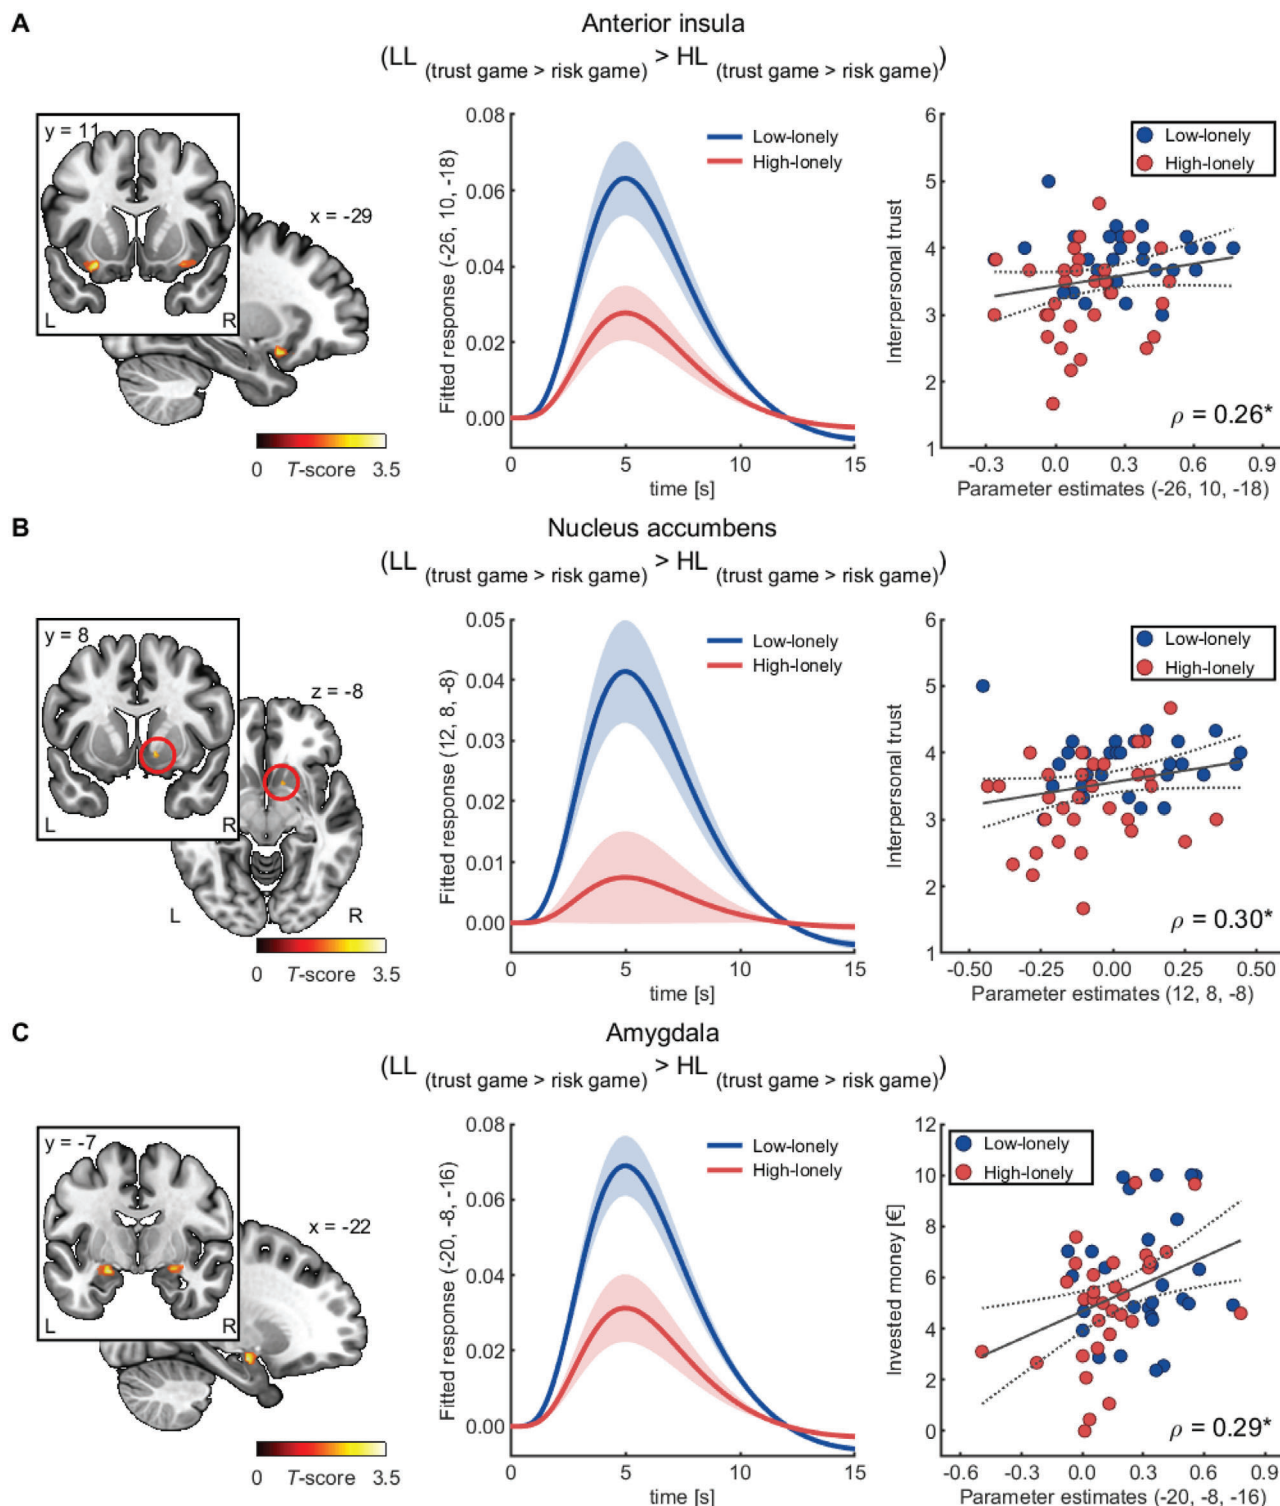 A
Anterior insula
(LL (trust game > risk game) > HL (trust game > risk game))
y = 11
x = -29
L R
0 T-score 3.5
Fitted response (-26, 10, -18)
0.08
0.06
0.04
0.02
0.00
Low-lonely
High-lonely
0 5 10 15
time [s]
Interpersonal trust
6
5
4
3
2
1
Low-lonely
High-lonely
ρ = 0.26*
-0.3 0.0 0.3 0.6 0.9
Parameter estimates (-26, 10, -18)
B
Nucleus accumbens
(LL (trust game > risk game) > HL (trust game > risk game))
y = 8
z = -8
L R
L R
0 T-score 3.5
Fitted response (12, 8, -8)
0.05
0.04
0.03
0.02
0.01
0.00
Low-lonely
High-lonely
0 5 10 15
time [s]
Interpersonal trust
6
5
4
3
2
1
Low-lonely
High-lonely
ρ = 0.30*
-0.50 -0.25 0.00 0.25 0.50
Parameter estimates (12, 8, -8)
C
Amygdala
(LL (trust game > risk game) > HL (trust game > risk game))
y = -7
x = -22
L R
0 T-score 3.5
Fitted response (-20, -8, -16)
0.08
0.06
0.04
0.02
0.00
Low-lonely
High-lonely
0 5 10 15
time [s]
Invested money [€]
12
10
8
6
4
2
0
Low-lonely
High-lonely
ρ = 0.29*
-0.6 -0.3 0.0 0.3 0.6 0.9
Parameter estimates (-20, -8, -16)